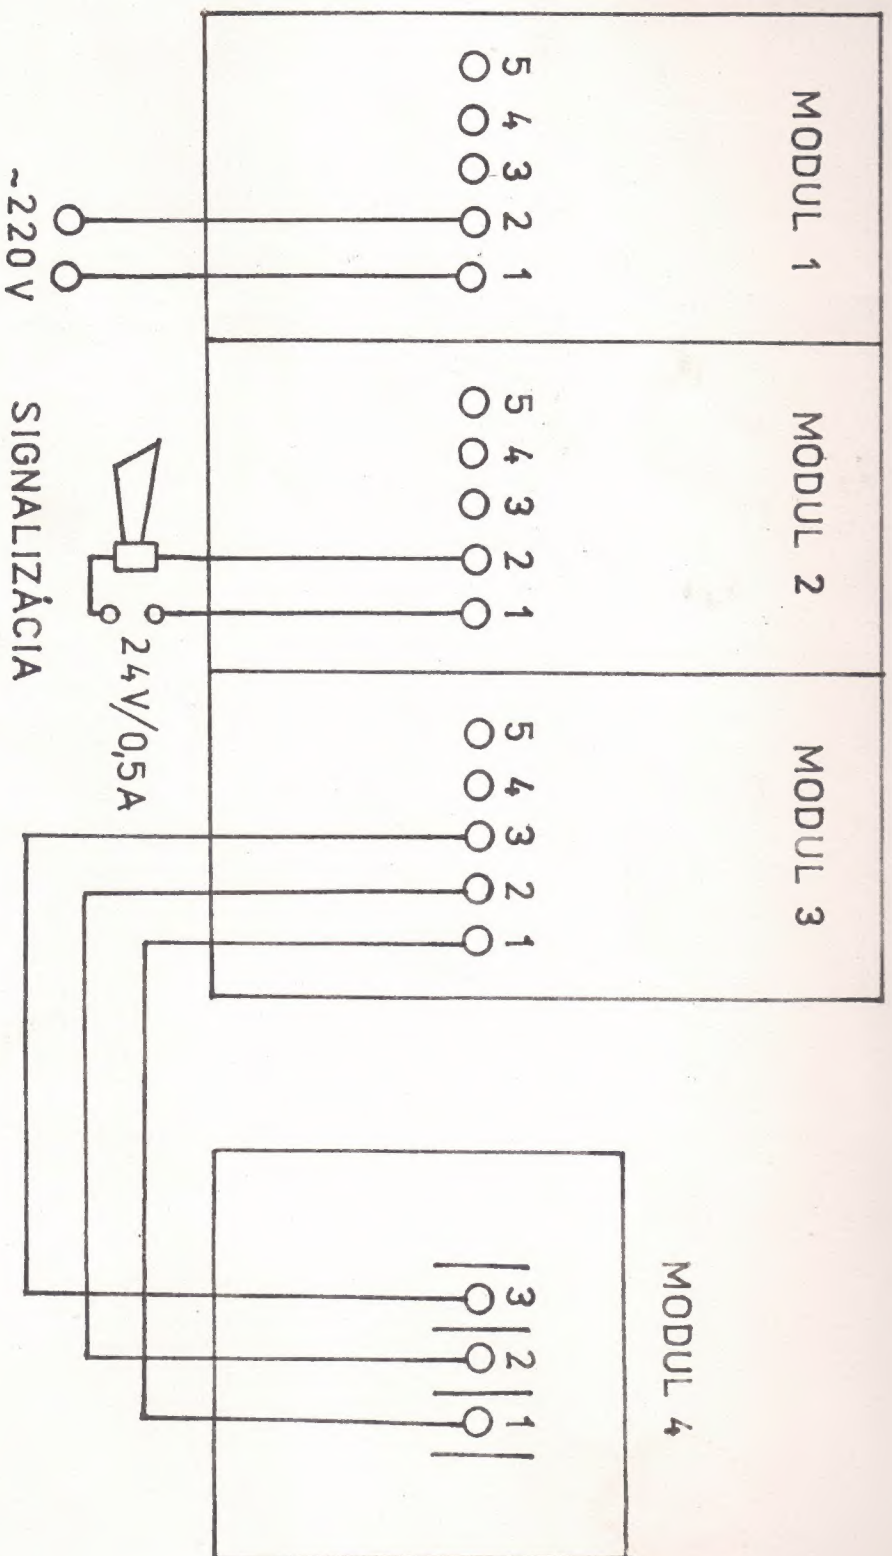 MODUL 1
MODUL 2
MODUL 3
MODUL 4
5 4 3 2 1
5 4 3 2 1
5 4 3 2 1
3 2 1
24V/0,5A
~220V
SIGNALIZÁCIA